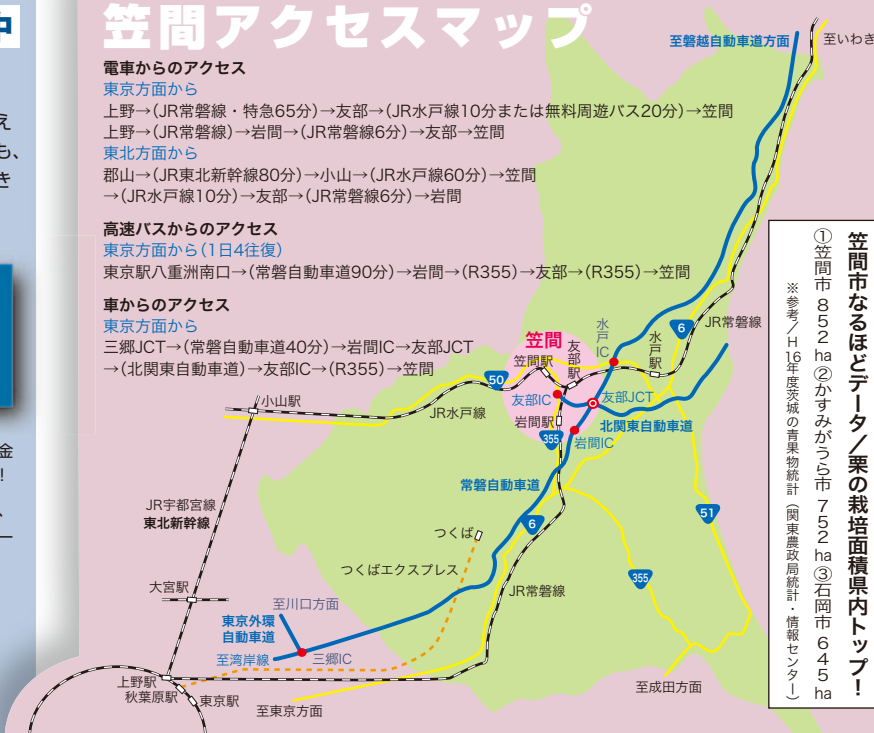 中
え
も、
き
金
!
、
ー
笠間アクセスマップ
電車からのアクセス
東京方面から
上野→(JR常磐線・特急65分)→友部→(JR水戸線10分または無料周遊バス20分)→笠間
上野→(JR常磐線)→岩間→(JR常磐線6分)→友部→笠間
東北方面から
郡山→(JR東北新幹線80分)→小山→(JR水戸線60分)→笠間
→(JR水戸線10分)→友部→(JR常磐線6分)→岩間
高速バスからのアクセス
東京方面から(1日4往復)
東京駅八重洲南口→(常磐自動車道90分)→岩間→(R355)→友部→(R355)→笠間
車からのアクセス
東京方面から
三郷JCT→(常磐自動車道40分)→岩間IC→友部JCT
→(北関東自動車道)→友部IC→(R355)→笠間
至磐越自動車道方面
至いわき
JR常磐線
6
水戸IC
水戸駅
笠間
笠間駅
友部駅
50
友部IC
友部JCT
小山駅
JR水戸線
岩間駅
北関東自動車道
355
岩間IC
常磐自動車道
JR宇都宮線
東北新幹線
つくば
6
51
つくばエクスプレス
355
JR常磐線
大宮駅
至川口方面
東京外環
自動車道
至湾岸線
三郷IC
上野駅
秋葉原駅
東京駅
至東京方面
至成田方面
笠間市なるほどデータ/栗の栽培面積県内トップ!
①笠間市 852 ha ②かすみがうら市 752 ha ③石岡市 645 ha
※参考/H16年度茨城の青果物統計(関東農政局統計・情報センター)